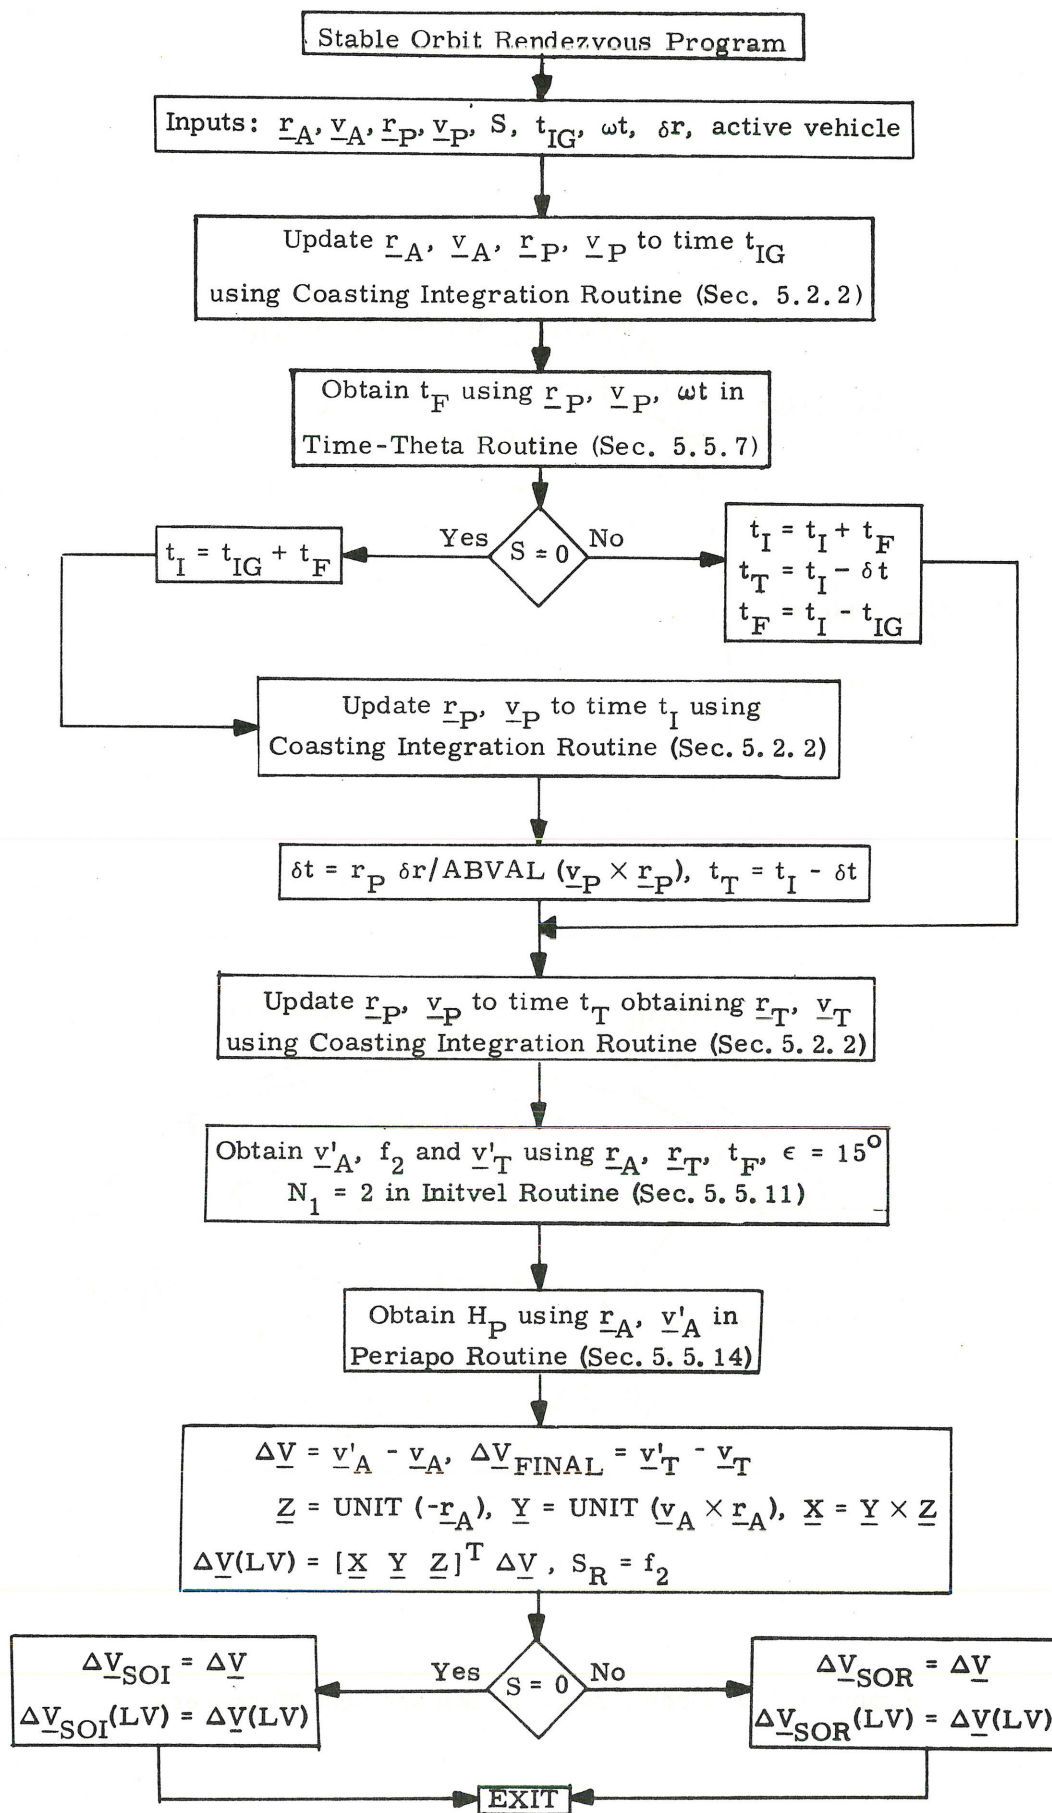 Stable Orbit Rendezvous Program
Inputs: r_A, v_A, r_P, v_P, S, t_IG, ωt, δr, active vehicle
Update r_A, v_A, r_P, v_P to time t_IG
using Coasting Integration Routine (Sec. 5.2.2)
Obtain t_F using r_P, v_P, ωt in
Time-Theta Routine (Sec. 5.5.7)
Yes
S = 0
No
t_I = t_IG + t_F
t_I = t_I + t_F
t_T = t_I - δt
t_F = t_I - t_IG
Update r_P, v_P to time t_I using
Coasting Integration Routine (Sec. 5.2.2)
δt = r_P δr/ABVAL (v_P × r_P), t_T = t_I - δt
Update r_P, v_P to time t_T obtaining r_T, v_T
using Coasting Integration Routine (Sec. 5.2.2)
Obtain v'_A, f_2 and v'_T using r_A, r_T, t_F, ϵ = 15°
N_1 = 2 in Initvel Routine (Sec. 5.5.11)
Obtain H_P using r_A, v'_A in
Periapo Routine (Sec. 5.5.14)
ΔV = v'_A - v_A, ΔV_FINAL = v'_T - v_T
Z = UNIT (-r_A), Y = UNIT (v_A × r_A), X = Y × Z
ΔV(LV) = [X Y Z]^T ΔV, S_R = f_2
Yes
S = 0
No
ΔV_SOI = ΔV
ΔV_SOI(LV) = ΔV(LV)
ΔV_SOR = ΔV
ΔV_SOR(LV) = ΔV(LV)
EXIT